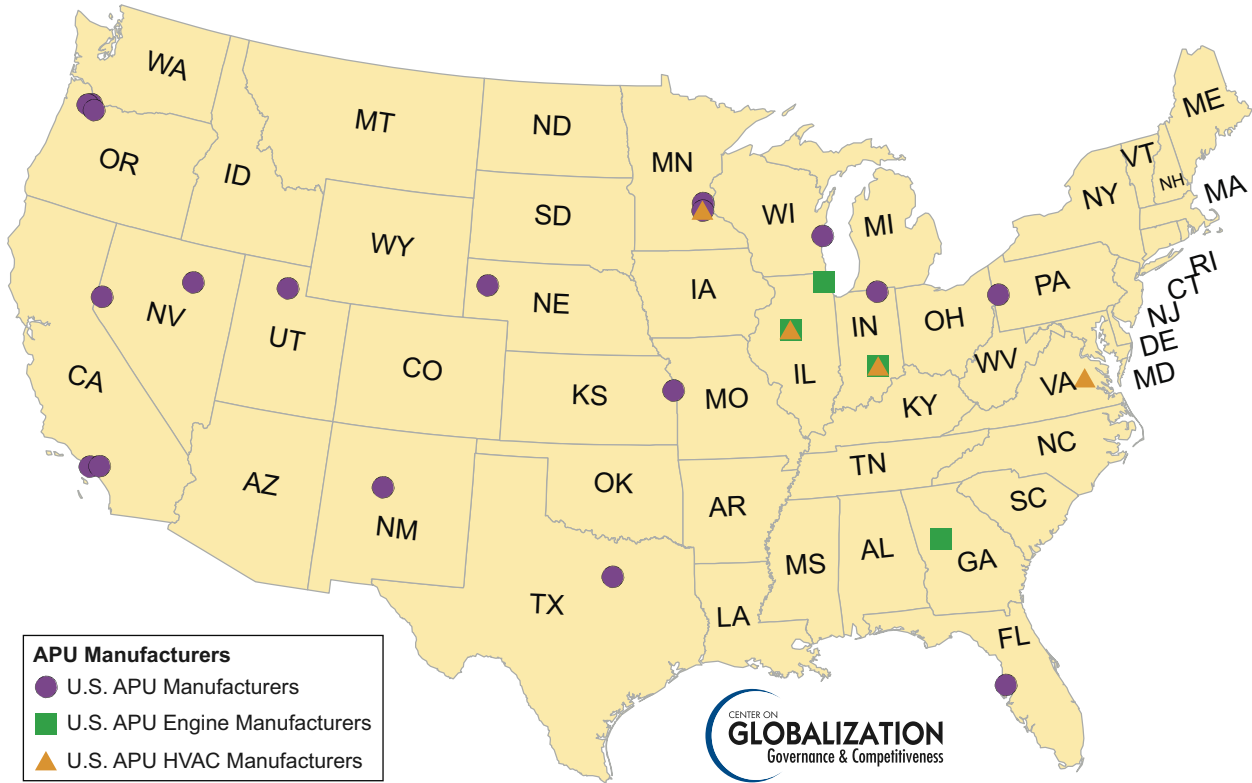 WA
MT
ND
MN
ME
OR
ID
VT
NH
MA
SD
WI
MI
NY
WY
RI
CT
IA
NE
PA
NJ
NV
UT
IN
OH
DE
CO
IL
WV
MD
CA
KS
MO
VA
KY
NC
TN
AZ
OK
AR
SC
NM
MS
AL
GA
TX
LA
FL
APU Manufacturers
U.S. APU Manufacturers
U.S. APU Engine Manufacturers
U.S. APU HVAC Manufacturers
CENTER ON
GLOBALIZATION
Governance & Competitiveness